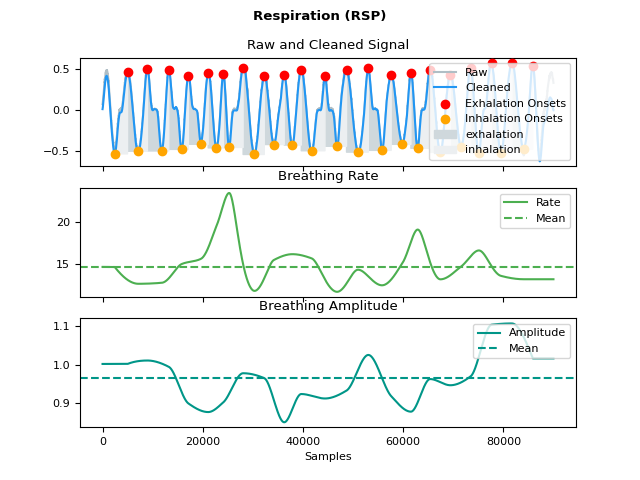 Respiration (RSP)
Raw and Cleaned Signal
0.5
0.0
−0.5
Raw
Cleaned
Exhalation Onsets
Inhalation Onsets
exhalation
inhalation
Breathing Rate
20
15
Rate
Mean
Breathing Amplitude
1.1
1.0
0.9
Amplitude
Mean
0
20000
40000
60000
80000
Samples